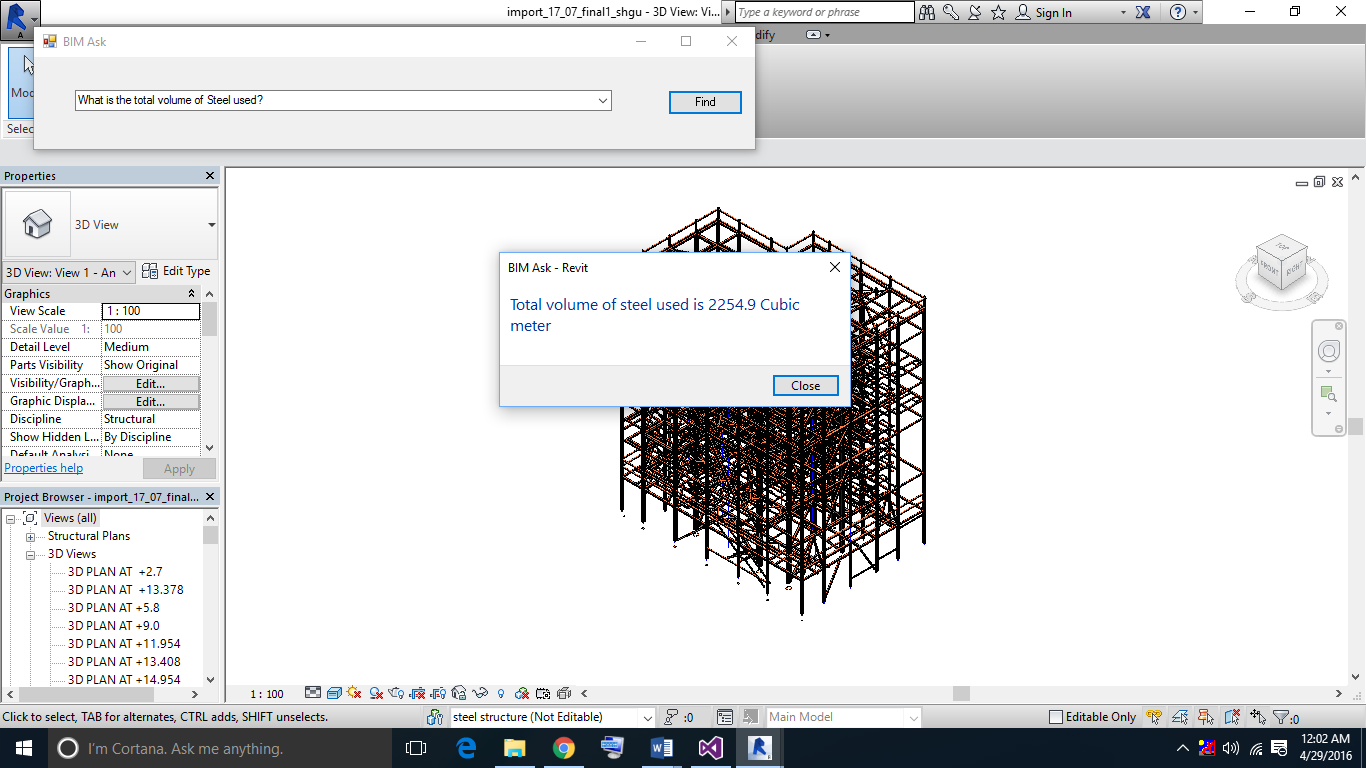 import_17_07_final1_shgu - 3D View: Vi...
Type a keyword or phrase
Sign In
A
BIM Ask
dify
What is the total volume of Steel used?
Find
Mod
Selec
Properties
3D View
3D View: View 1 - An
Edit Type
Graphics
View Scale 1 : 100
Scale Value 1: 100
Detail Level Medium
Parts Visibility Show Original
Visibility/Graph... Edit...
Graphic Displa... Edit...
Discipline Structural
Show Hidden L... By Discipline
Default Analysi... None
Properties help
Apply
Project Browser - import_17_07_final...
Views (all)
Structural Plans
3D Views
3D PLAN AT +2.7
3D PLAN AT +13.378
3D PLAN AT +5.8
3D PLAN AT +9.0
3D PLAN AT +11.954
3D PLAN AT +13.408
3D PLAN AT +14.954
BIM Ask - Revit
Total volume of steel used is 2254.9 Cubic
meter
Close
TOP
FRONT
RIGHT
1 : 100
Click to select, TAB for alternates, CTRL adds, SHIFT unselects.
steel structure (Not Editable)
:0
Main Model
Editable Only
:0
I'm Cortana. Ask me anything.
12:02 AM
4/29/2016